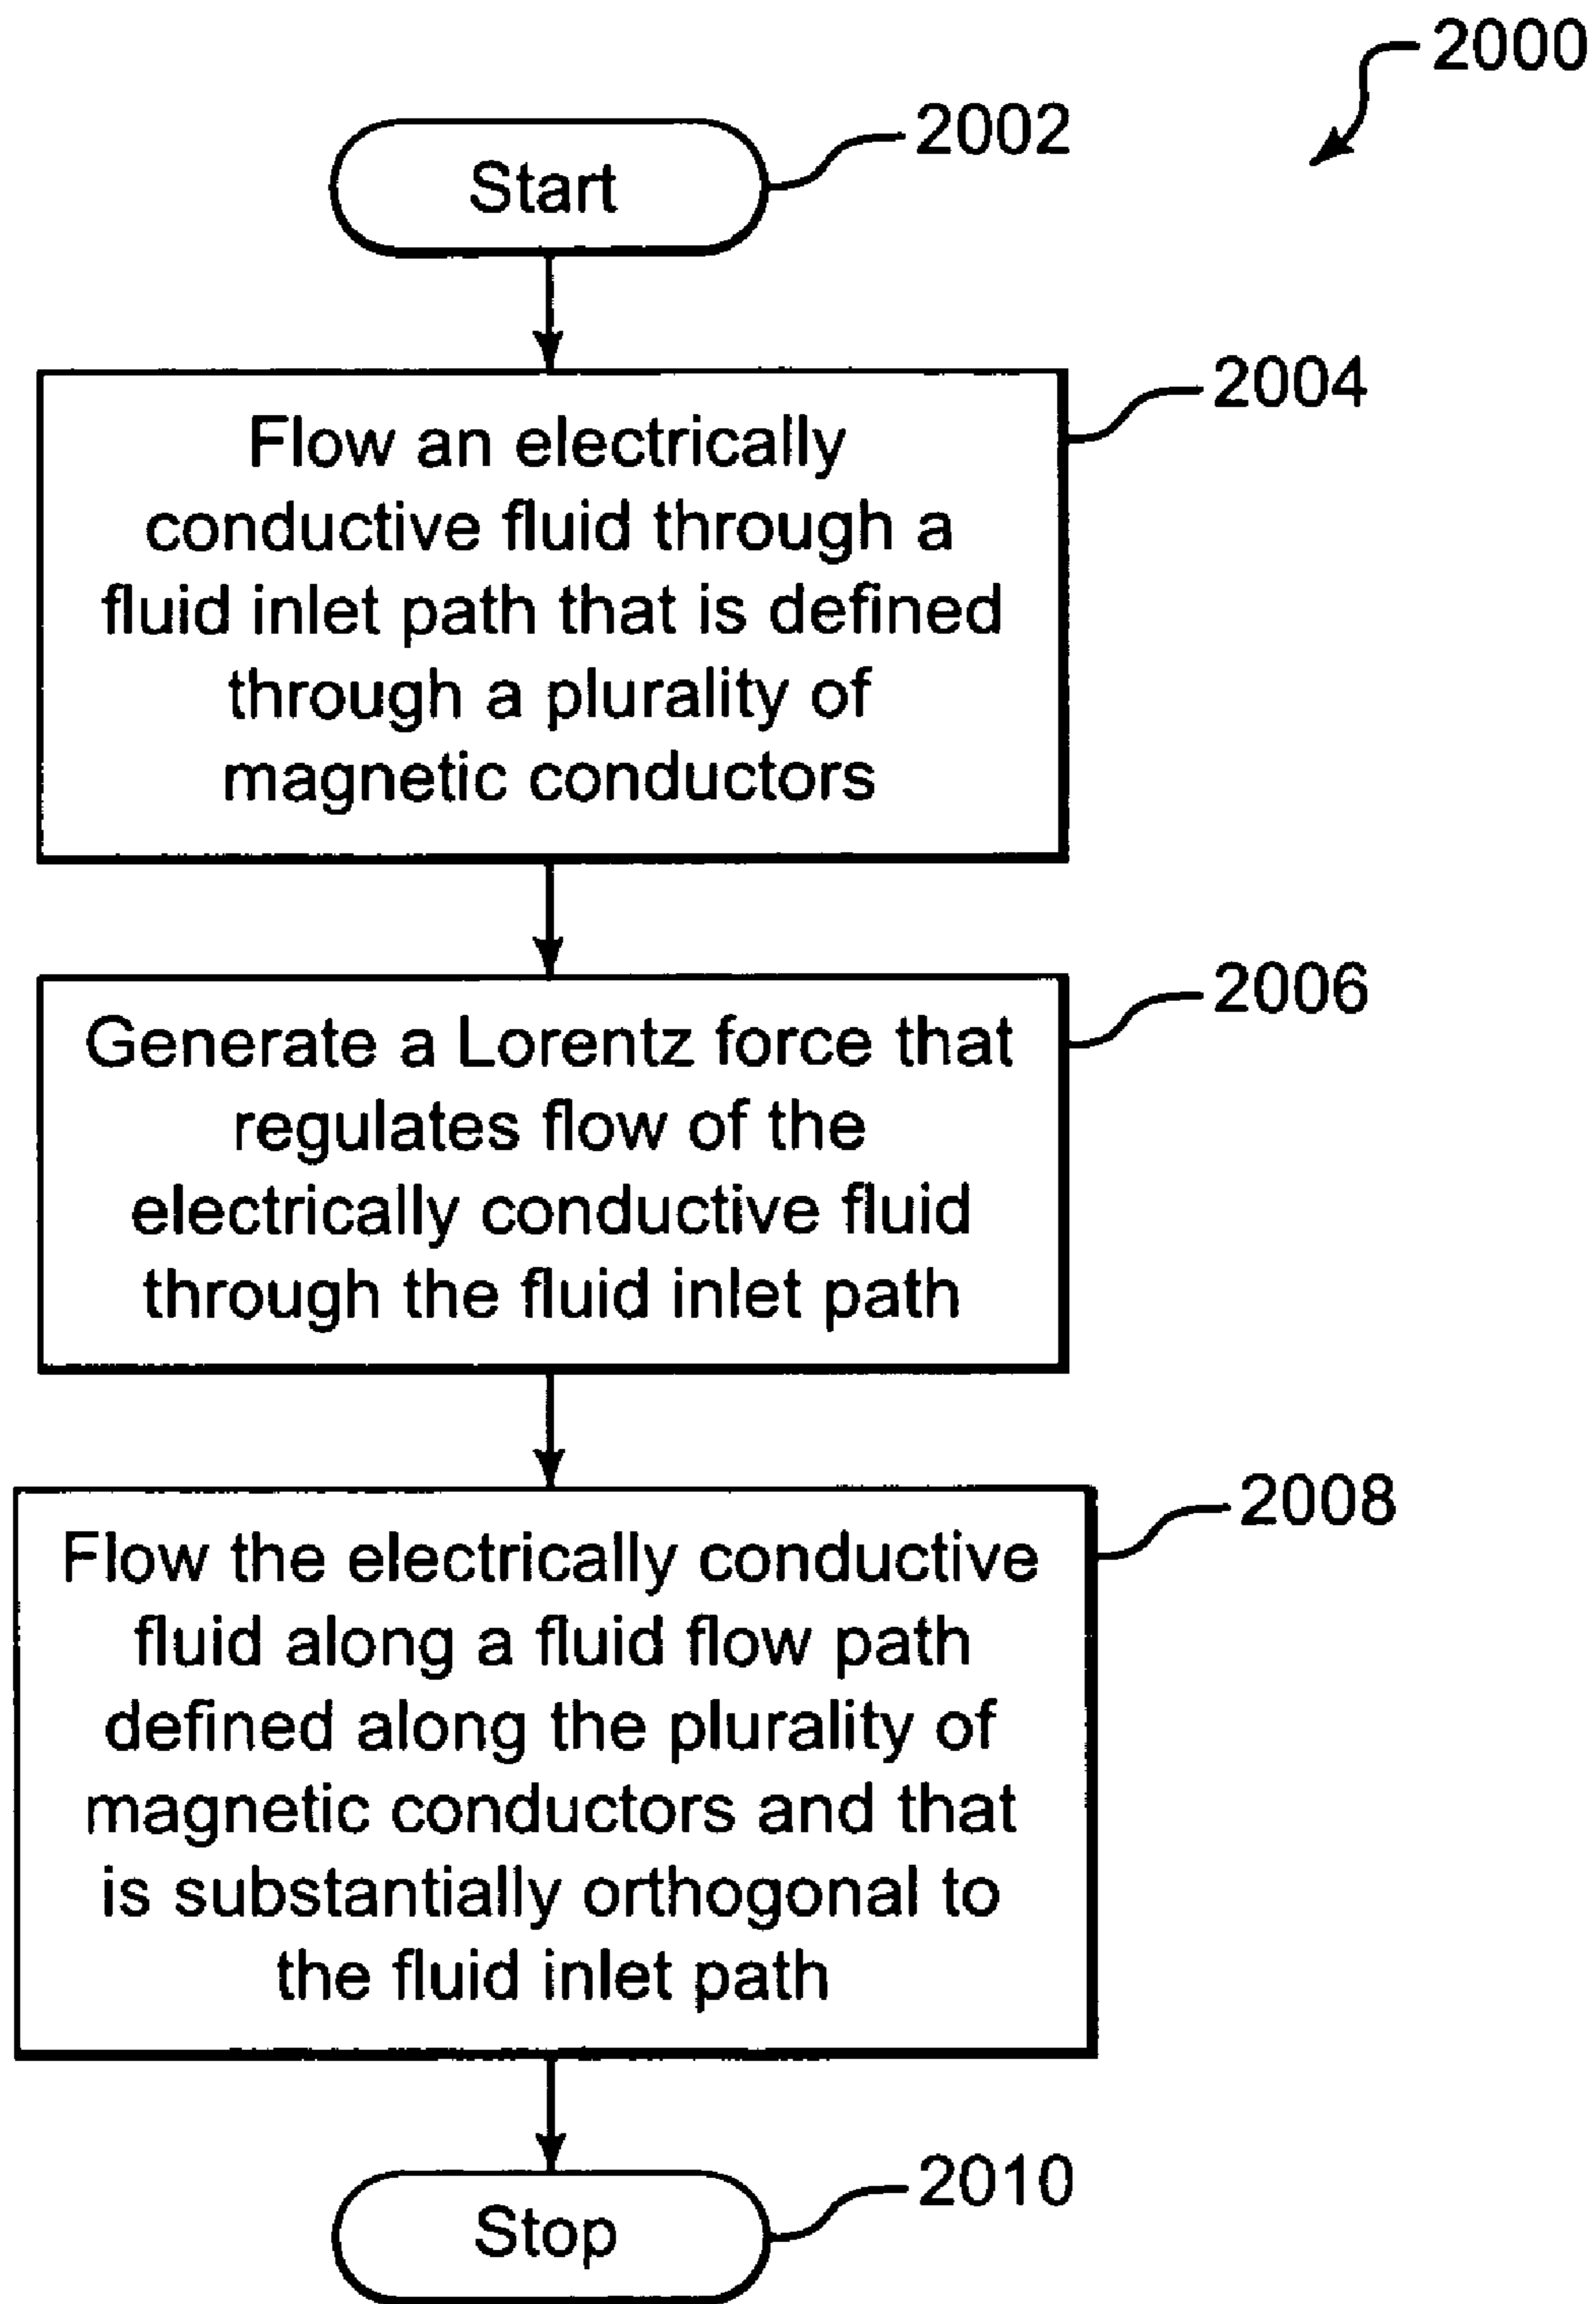 2000
2002
Start
2004
Flow an electrically
conductive fluid through a
fluid inlet path that is defined
through a plurality of
magnetic conductors
2006
Generate a Lorentz force that
regulates flow of the
electrically conductive fluid
through the fluid inlet path
2008
Flow the electrically conductive
fluid along a fluid flow path
defined along the plurality of
magnetic conductors and that
is substantially orthogonal to
the fluid inlet path
2010
Stop